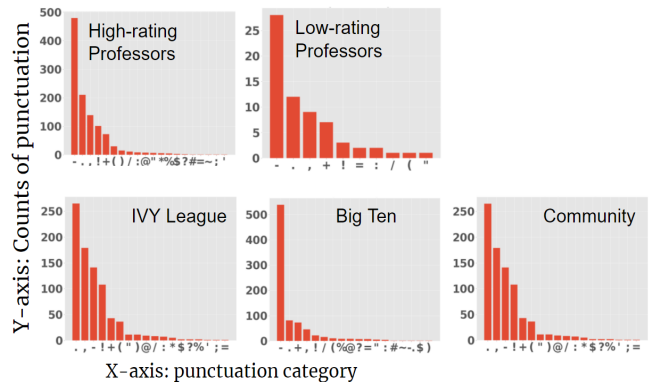 Y-axis: Counts of punctuation
High-rating
Professors
500
400
300
200
100
0
- . , ! + ( ) / : @ " * % $ ? # = ~ ; '
Low-rating
Professors
25
20
15
10
5
0
- . , + ! = : / ( "
IVY League
250
200
150
100
50
0
. , - ! + ( " ) @ / : * $ ? % ' ; =
Big Ten
500
400
300
200
100
0
- . + , ! / ( % @ ? = " : # ~ - . $ )
Community
250
200
150
100
50
0
. , - ! + ( " ) @ / : * $ ? % ' ; =
X-axis: punctuation category